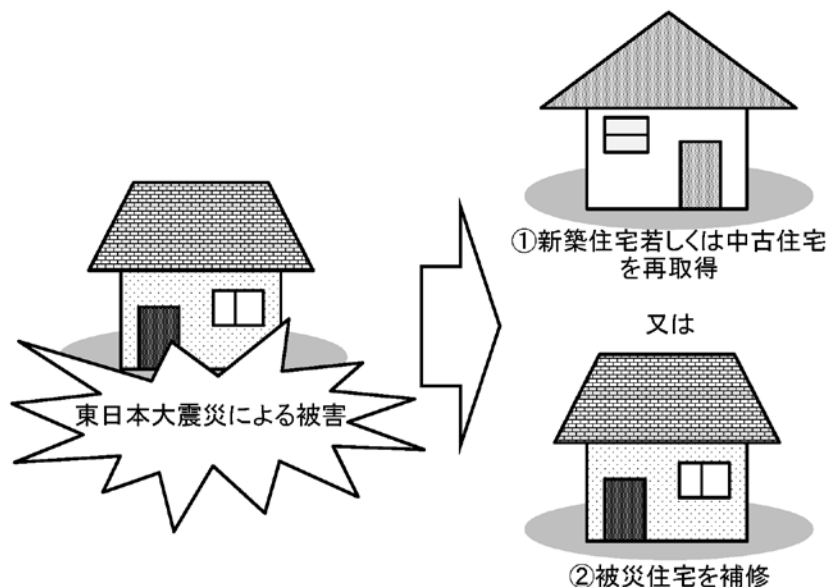 東日本大震災による被害
①新築住宅若しくは中古住宅
を再取得
又は
②被災住宅を補修